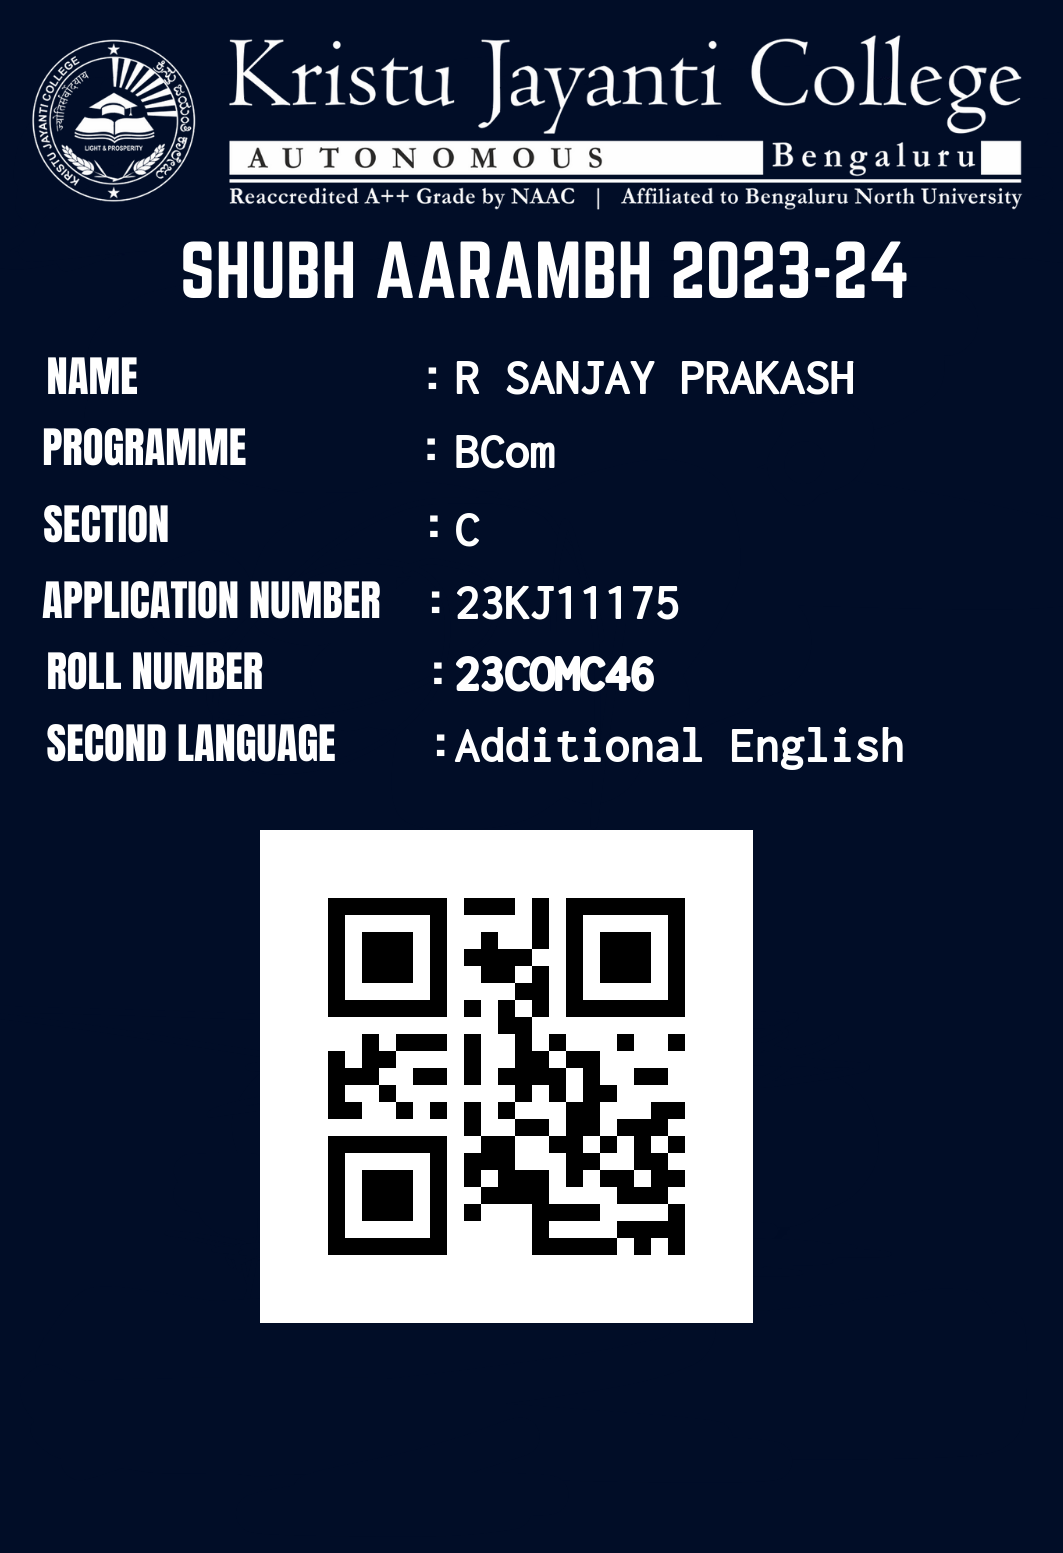 Kristu Jayanti College
AUTONOMOUS Bengaluru
Reaccredited A++ Grade by NAAC | Affiliated to Bengaluru North University
KRISTU JAYANTI COLLEGE
ಕ್ರಿಸ್ತು ಜಯಂತಿ ಕಾಲೇಜು
LIGHT & PROSPERITY
SHUBH AARAMBH 2023-24
NAME : R SANJAY PRAKASH
PROGRAMME : BCom
SECTION : C
APPLICATION NUMBER : 23KJ11175
ROLL NUMBER : 23COMC46
SECOND LANGUAGE : Additional English